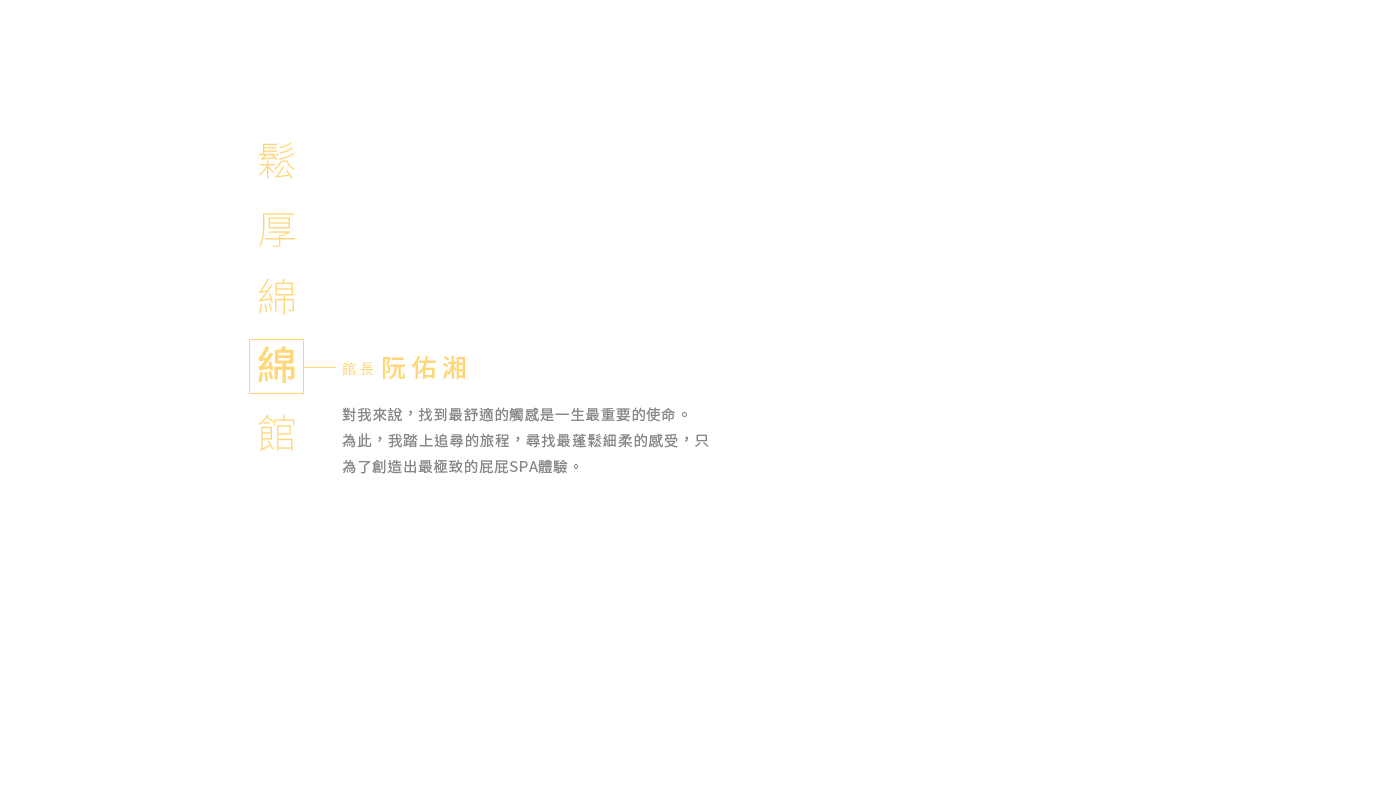 鬆厚綿綿館
館長 阮佑湘
對我來說，找到最舒適的觸感是一生最重要的使命。
為此，我踏上追尋的旅程，尋找最蓬鬆細柔的感受，只
為了創造出最極致的屁屁SPA體驗。